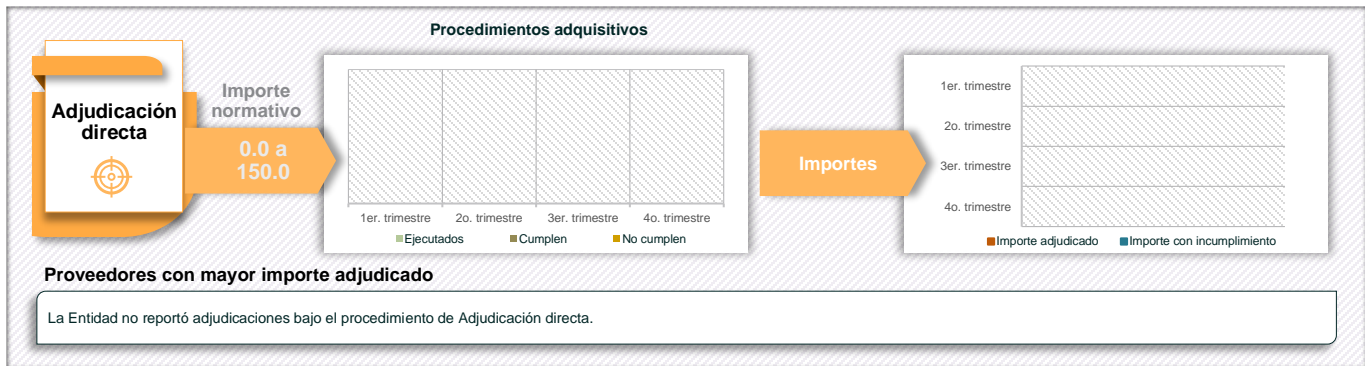 Procedimientos adquisitivos
Adjudicación
directa
Importe
normativo
0.0 a
150.0
1er. trimestre 2o. trimestre 3er. trimestre 4o. trimestre
Ejecutados Cumplen No cumplen
Importes
1er. trimestre
2o. trimestre
3er. trimestre
4o. trimestre
Importe adjudicado Importe con incumplimiento
Proveedores con mayor importe adjudicado
La Entidad no reportó adjudicaciones bajo el procedimiento de Adjudicación directa.